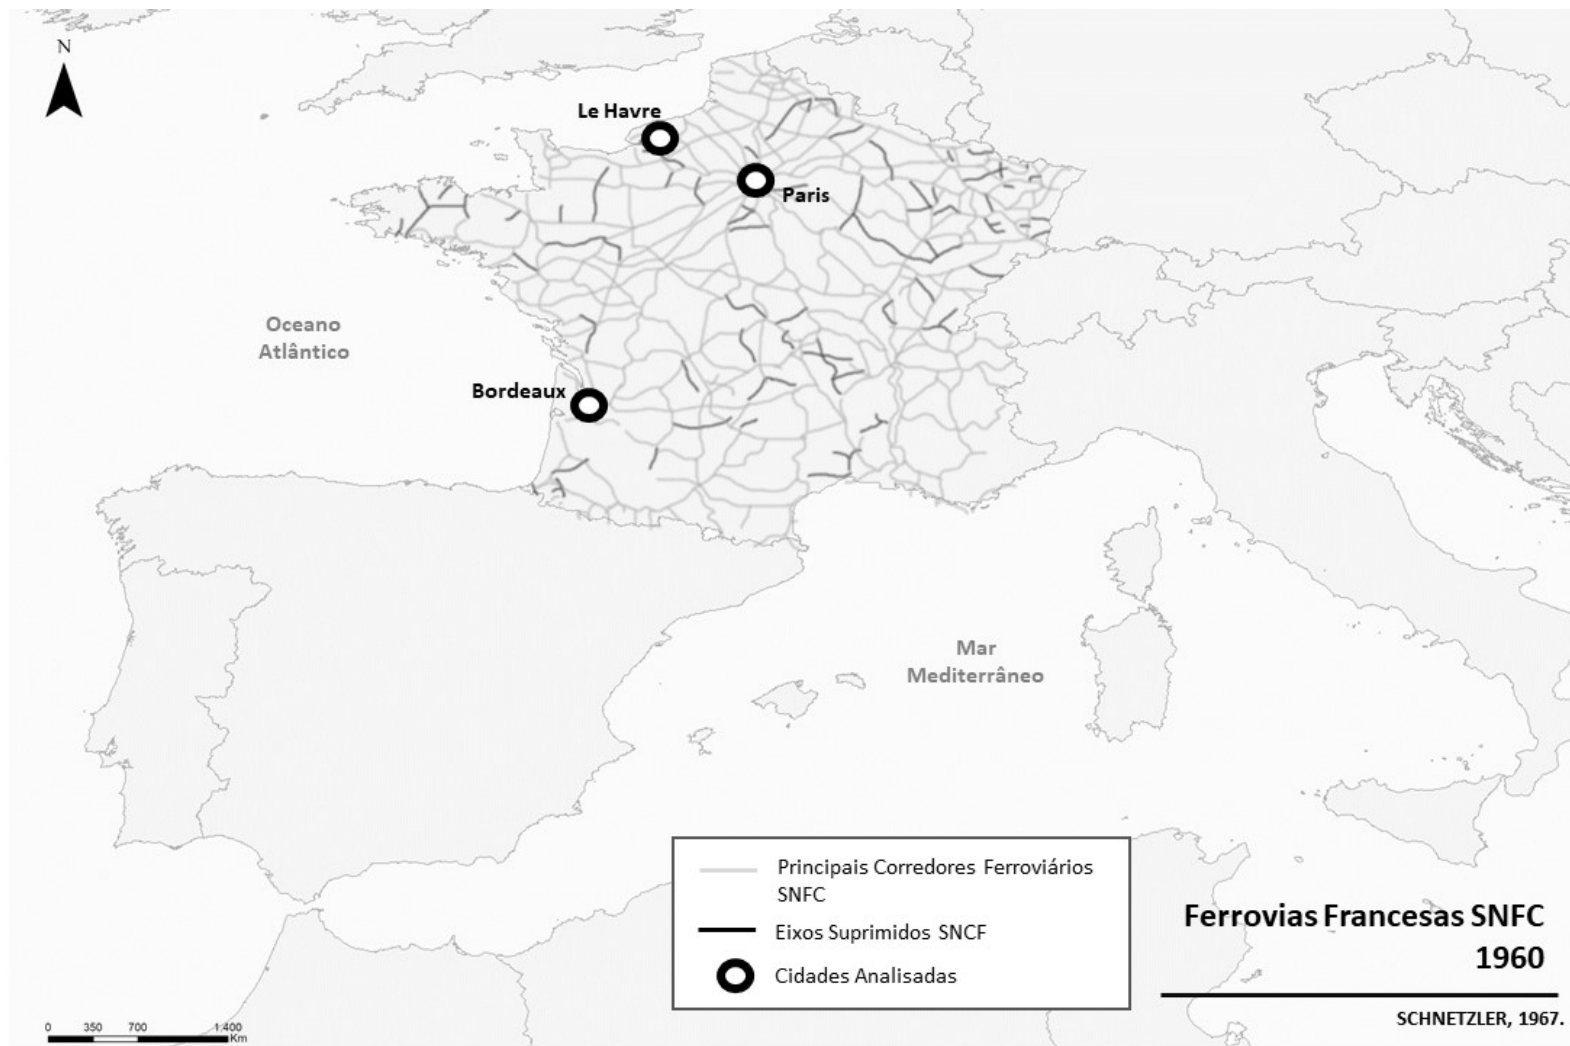 N
Le Havre
Paris
Oceano
Atlântico
Bordeaux
Mar
Mediterrâneo
Principais Corredores Ferroviários
SNFC
Eixos Suprimidos SNCF
Cidades Analisadas
Ferrovias Francesas SNFC
1960
SCHNETZLER, 1967.
0 350 700 1.400
Km